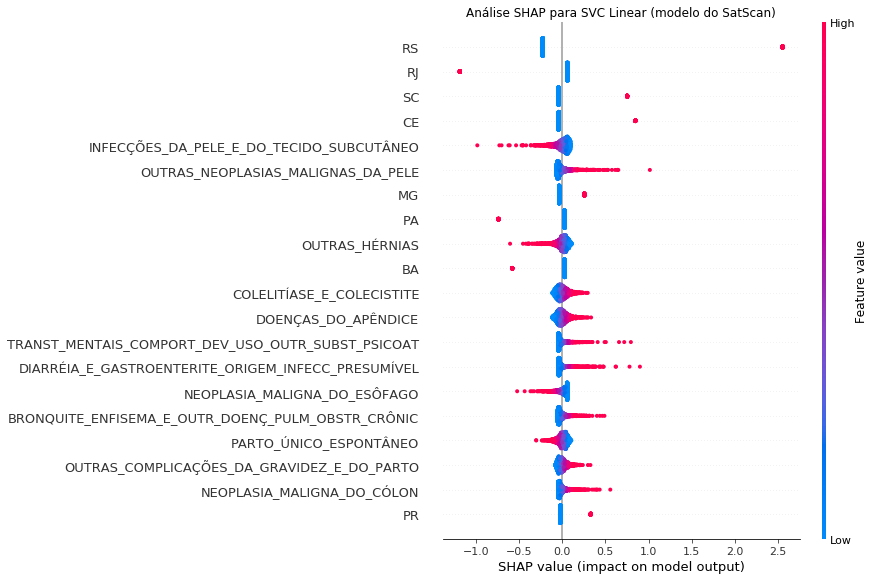 Análise SHAP para SVC Linear (modelo do SatScan)
RS
RJ
SC
CE
INFECÇÕES_DA_PELE_E_DO_TECIDO_SUBCUTÂNEO
OUTRAS_NEOPLASIAS_MALIGNAS_DA_PELE
MG
PA
OUTRAS_HÉRNIAS
BA
COLELITÍASE_E_COLECISTITE
DOENÇAS_DO_APÊNDICE
TRANST_MENTAIS_COMPORT_DEV_USO_OUTR_SUBST_PSICOAT
DIARRÉIA_E_GASTROENTERITE_ORIGEM_INFECC_PRESUMÍVEL
NEOPLASIA_MALIGNA_DO_ESÔFAGO
BRONQUITE_ENFISEMA_E_OUTR_DOENÇ_PULM_OBSTR_CRÔNIC
PARTO_ÚNICO_ESPONTÂNEO
OUTRAS_COMPLICAÇÕES_DA_GRAVIDEZ_E_DO_PARTO
NEOPLASIA_MALIGNA_DO_CÓLON
PR
−1.0 −0.5 0.0 0.5 1.0 1.5 2.0 2.5
SHAP value (impact on model output)
High
Feature value
Low